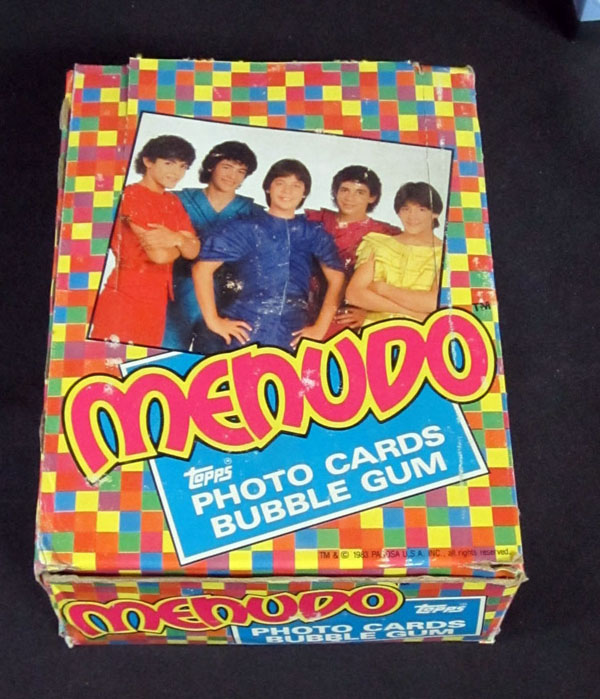 MENUDO
TM
topps®
PHOTO CARDS
BUBBLE GUM
TM & © 1983 PADOSA U.S.A. INC., all rights reserved.
MENUDO
topps
PHOTO CARDS
BUBBLE GUM